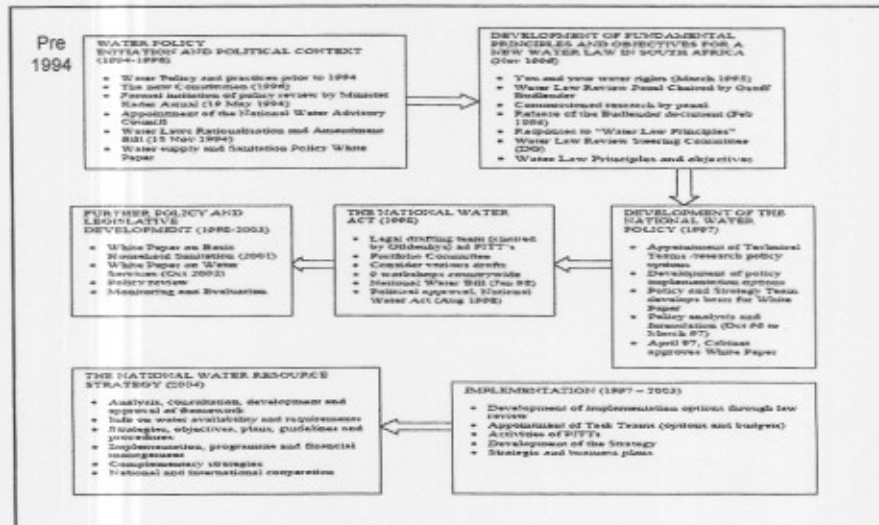 Pre
1994
WATER POLICY
INITIATION AND POLITICAL CONTEXT
(1994-1998)
• Water Policy and practices prior to 1994
• The new Constitution (1996)
• Formal initiation of policy review by Minister
Kader Asmal (19 May 1994)
• Appointment of the National Water Advisory
Council
• Water Laws Rationalisation and Amendment
Bill (15 Nov 1994)
• Water supply and Sanitation Policy White
Paper
DEVELOPMENT OF FUNDAMENTAL
PRINCIPLES AND OBJECTIVES FOR A
NEW WATER LAW IN SOUTH AFRICA
(Nov 1996)
• You and your water rights (March 1995)
• Water Law Review Panel Chaired by Geoff
Budlender
• Commissioned research by panel
• Release of the Budlender document (Feb
1996)
• Responses to "Water Law Principles"
• Water Law Review Steering Committee
(DG)
• Water Law Principles and objectives
FURTHER POLICY AND
LEGISLATIVE
DEVELOPMENT (1998-2003)
• White Paper on Basic
Household Sanitation (2001)
• White Paper on Water
Services (Oct 2002)
• Policy review
• Monitoring and Evaluation
THE NATIONAL WATER
ACT (1998)
• Legal drafting team (chaired
by) ad PITT's
• Portfolio Committee
• Consider various drafts
• 9 workshops countrywide
• National Water Bill (Jan 98)
• Political approval, National
Water Act (Aug 1998)
DEVELOPMENT OF THE
NATIONAL WATER
POLICY (1997)
• Appointment of Technical
Teams /research policy
options
• Development of policy
implementation options
• Policy and Strategy Team
develops basis for White
Paper
• Policy analysis and
formulation (Oct 96 to
March 97)
• April 97, Cabinet
approves White Paper
THE NATIONAL WATER RESOURCE
STRATEGY (2004)
• Analysis, consultation, development and
approval of framework
• Info on water availability and requirements
• Strategies, objectives, plans, guidelines and
procedures
• Implementation, programme and financial
management
• Complementary strategies
• National and international cooperation
IMPLEMENTATION (1997 – 2003)
• Development of implementation options through law
review
• Appointment of Task Teams (options and budgets)
• Activities of PITTs
• Development of the Strategy
• Strategic and business plans